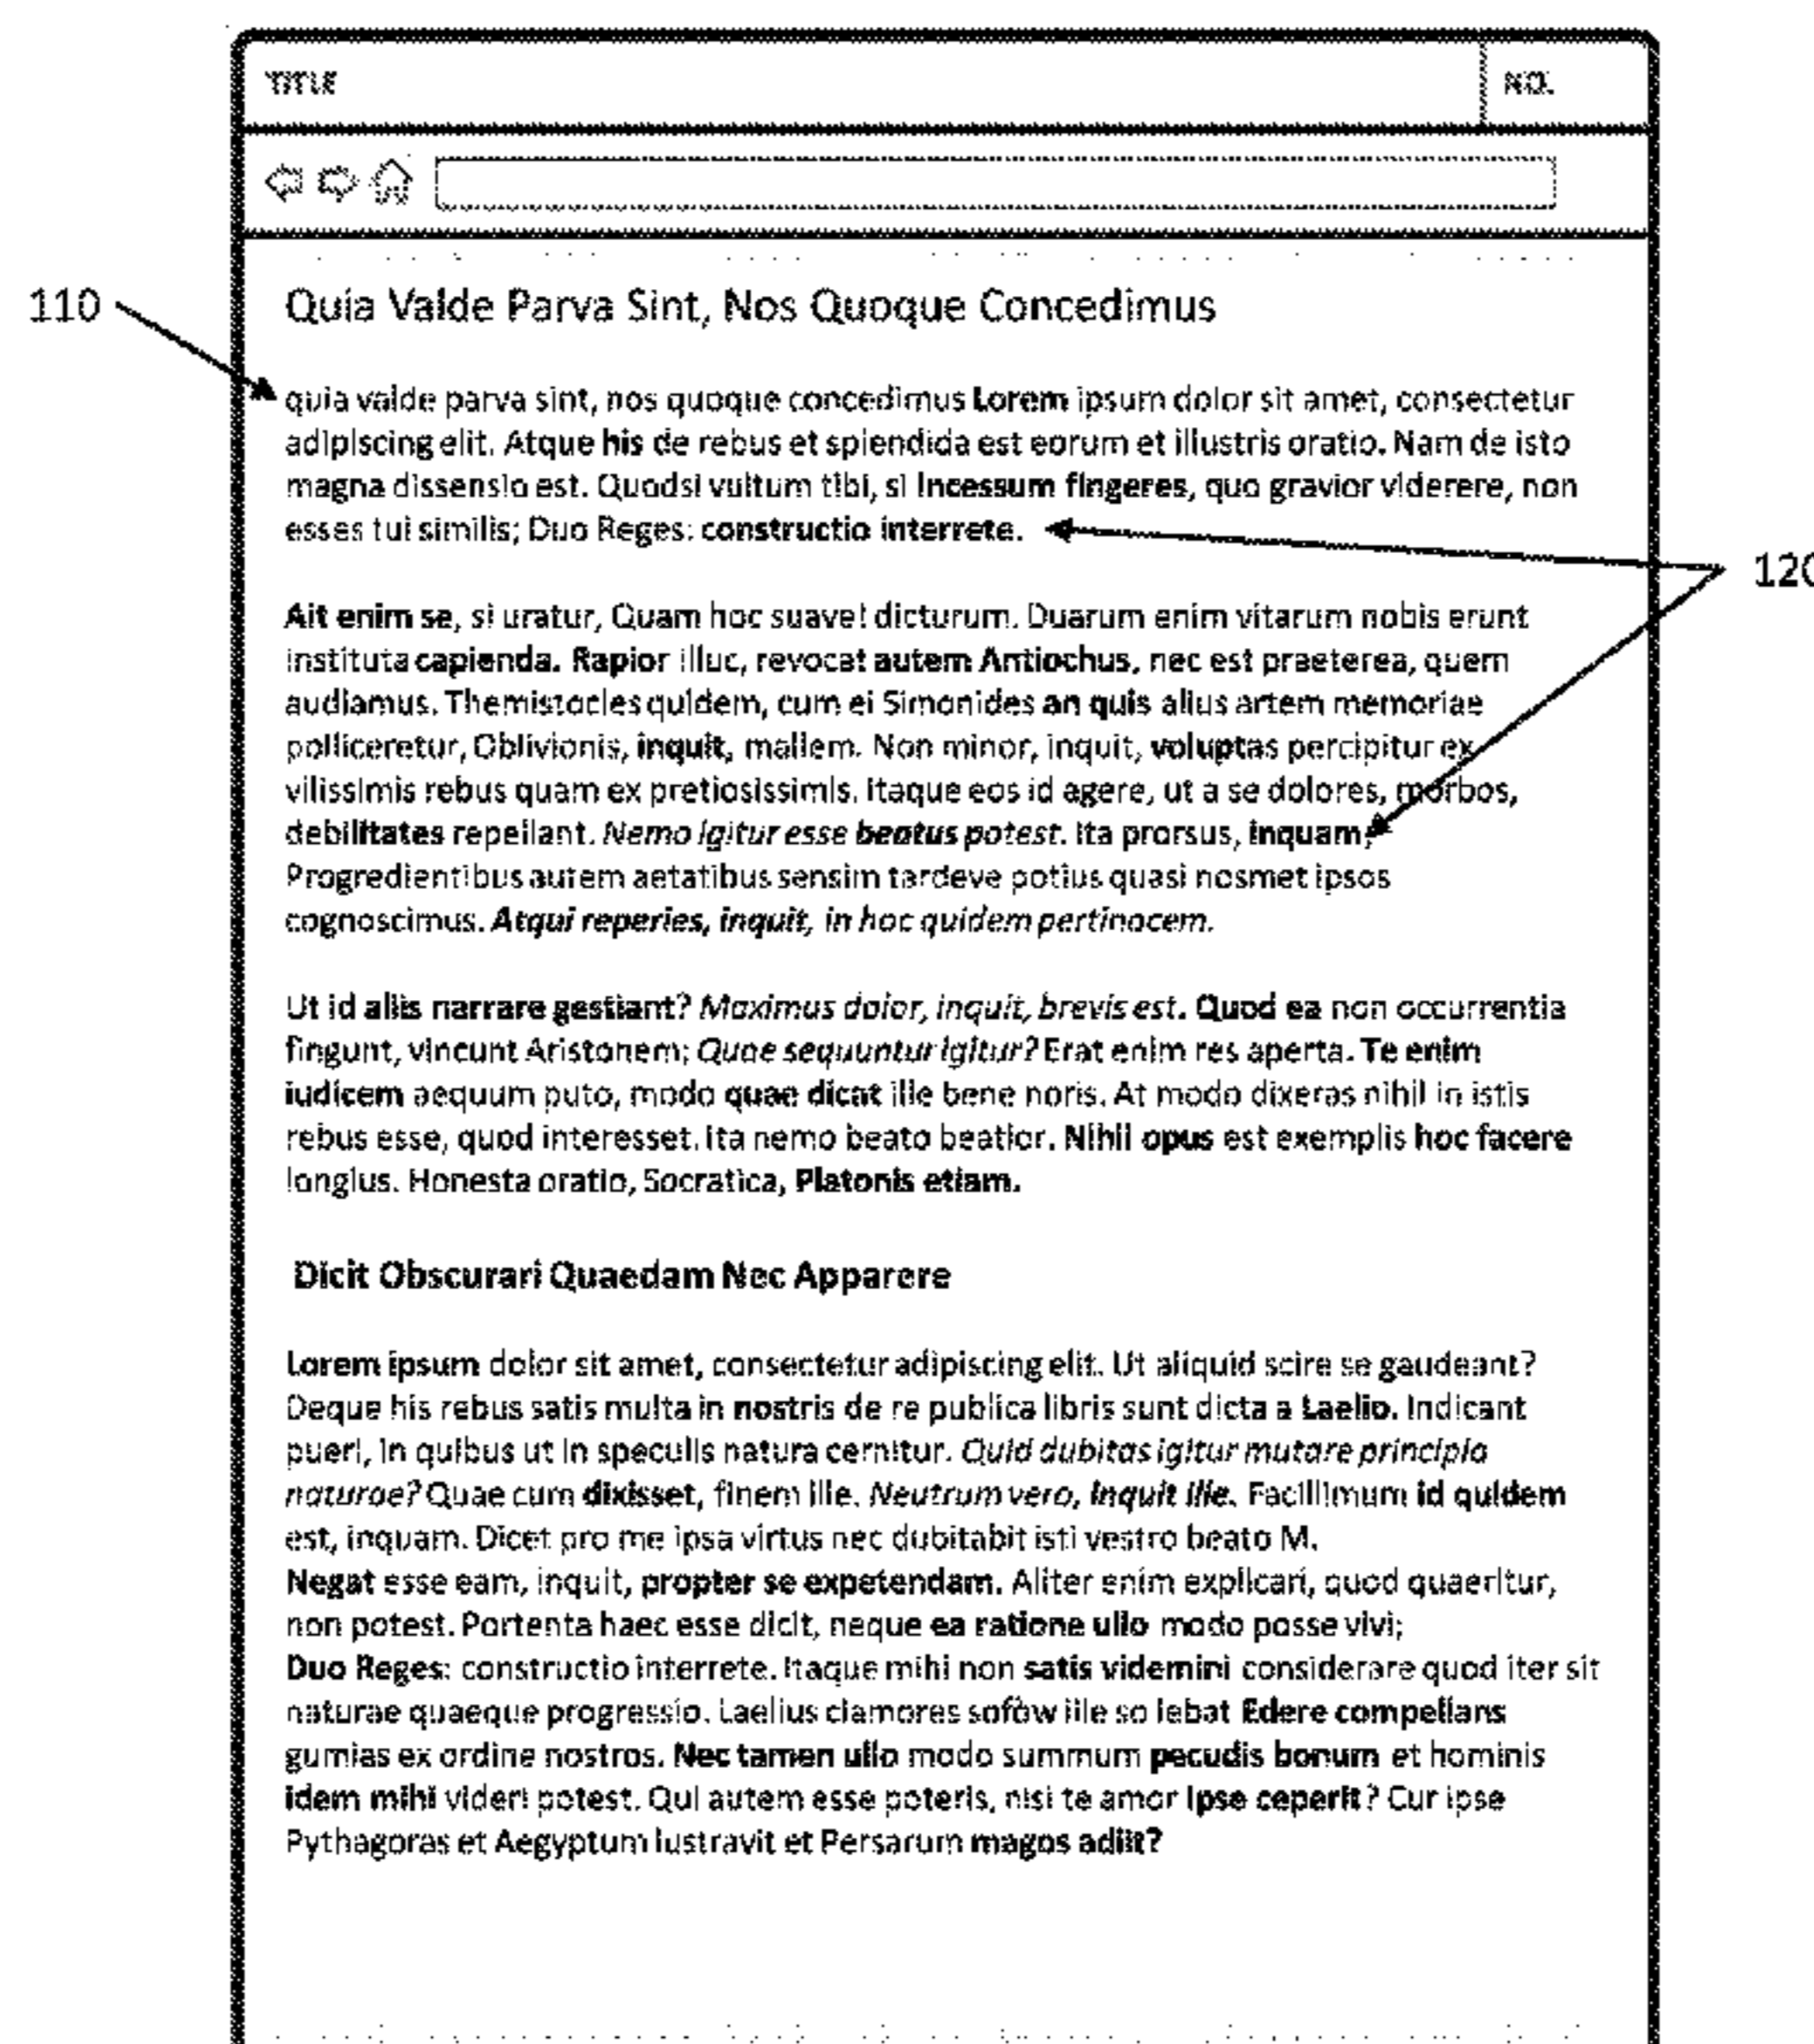 TITLE NO.
110
Quia Valde Parva Sint, Nos Quoque Concedimus
quia valde parva sint, nos quoque concedimus Lorem ipsum dolor sit amet, consectetur
adipiscing elit. Atque his de rebus et splendida est eorum et illustris oratio. Nam de isto
magna dissensio est. Quodsi vultum tibi, si incessum fingeres, quo gravior viderere, non
esses tui similis; Duo Reges: constructio interrete.
120
Ait enim se, si uratur, Quam hoc suave! dicturum. Duarum enim vitarum nobis erunt
instituta capienda. Rapior illuc, revocat autem Antiochus, nec est praeterea, quem
audiamus. Themistocles quidem, cum ei Simonides an quis alius artem memoriae
polliceretur, Oblivionis, inquit, mallem. Non minor, inquit, voluptas percipitur ex
vilissimis rebus quam ex pretiosissimis. Itaque eos id agere, ut a se dolores, morbos,
debilitates repellant. Nemo igitur esse beatus potest. Ita prorsus, inquam;
Progredientibus autem aetatibus sensim tardeve potius quasi nosmet ipsos
cognoscimus. Atqui reperies, inquit, in hoc quidem pertinacem.
Ut id aliis narrare gestiant? Maximus dolor, inquit, brevis est. Quod ea non occurrentia
fingunt, vincunt Aristonem; Quae sequuntur igitur? Erat enim res aperta. Te enim
iudicem aequum puto, modo quae dicat ille bene noris. At modo dixeras nihil in istis
rebus esse, quod interesset. Ita nemo beato beatior. Nihil opus est exemplis hoc facere
longius. Honesta oratio, Socratica, Platonis etiam.
Dicit Obscurari Quaedam Nec Apparere
Lorem ipsum dolor sit amet, consectetur adipiscing elit. Ut aliquid scire se gaudeant?
Deque his rebus satis multa in nostris de re publica libris sunt dicta a Laelio. Indicant
pueri, in quibus ut in speculis natura cernitur. Quid dubitas igitur mutare principia
naturae? Quae cum dixisset, finem ille. Neutrum vero, inquit ille. Facillimum id quidem
est, inquam. Dicet pro me ipsa virtus nec dubitabit isti vestro beato M.
Negat esse eam, inquit, propter se expetendam. Aliter enim explicari, quod quaeritur,
non potest. Portenta haec esse dicit, neque ea ratione ullo modo posse vivi;
Duo Reges: constructio interrete. Itaque mihi non satis videmini considerare quod iter sit
naturae quaeque progressio. Laelius clamores sofòw ille so lebat Edere compellans
gumias ex ordine nostros. Nec tamen ullo modo summum pecudis bonum et hominis
idem mihi videri potest. Qui autem esse poteris, nisi te amor ipse ceperit? Cur ipse
Pythagoras et Aegyptum lustravit et Persarum magos adiit?